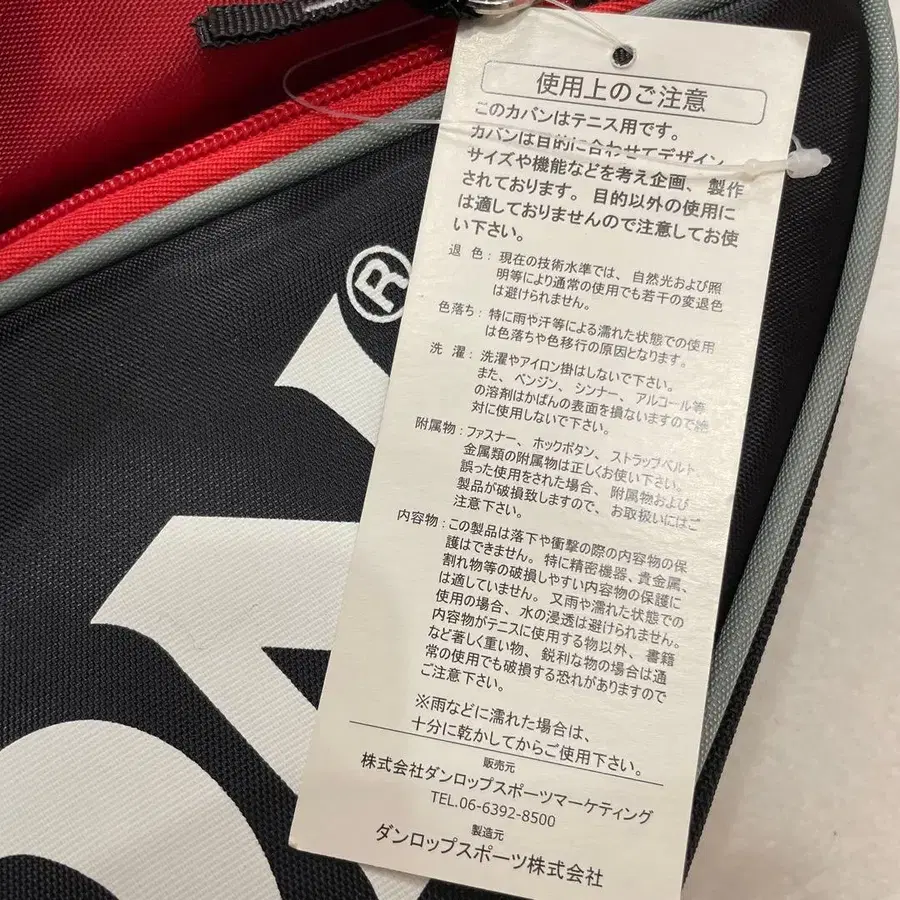 使用上のご注意
このカバンはテニス用です。
カバンは目的に合わせてデザイン、
サイズや機能などを考え企画、製作
されております。目的以外の使用に
は適しておりませんので注意してお使
い下さい。
退 色：現在の技術水準では、自然光および照
明等により通常の使用でも若干の変退色
は避けられません。
色落ち：特に雨や汗等による濡れた状態での使用
は色落ちや色移行の原因となります。
洗 濯：洗濯やアイロン掛はしないで下さい。
また、ベンジン、シンナー、アルコール等
の溶剤はかばんの表面を損ないますので絶
対に使用しないで下さい。
附属物：ファスナー、ホックボタン、ストラップベルト、
金属類の附属物は正しくお使い下さい。
誤った使用をされた場合、附属物および
製品が破損致しますので、お取扱いにはご
注意下さい。
内容物：この製品は落下や衝撃の際の内容物の保
護はできません。特に精密機器、貴金属、
割れ物等の破損しやすい内容物の保護に
は適していません。又雨や濡れた状態での
使用の場合、水の浸透は避けられません。
内容物がテニスに使用する物以外、書籍
など著しく重い物、鋭利な物の場合は通
常の使用でも破損する恐れがありますので
ご注意下さい。
※雨などに濡れた場合は、
十分に乾かしてからご使用下さい。
販売元
株式会社ダンロップスポーツマーケティング
TEL.06-6392-8500
製造元
ダンロップスポーツ株式会社
®